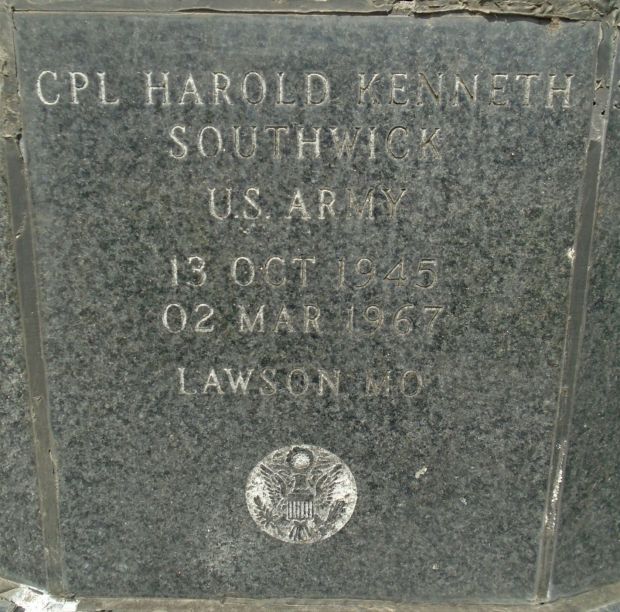 CPL HAROLD KENNETH
SOUTHWICK
U.S. ARMY
13 OCT 1945
02 MAR 1967
LAWSON MO